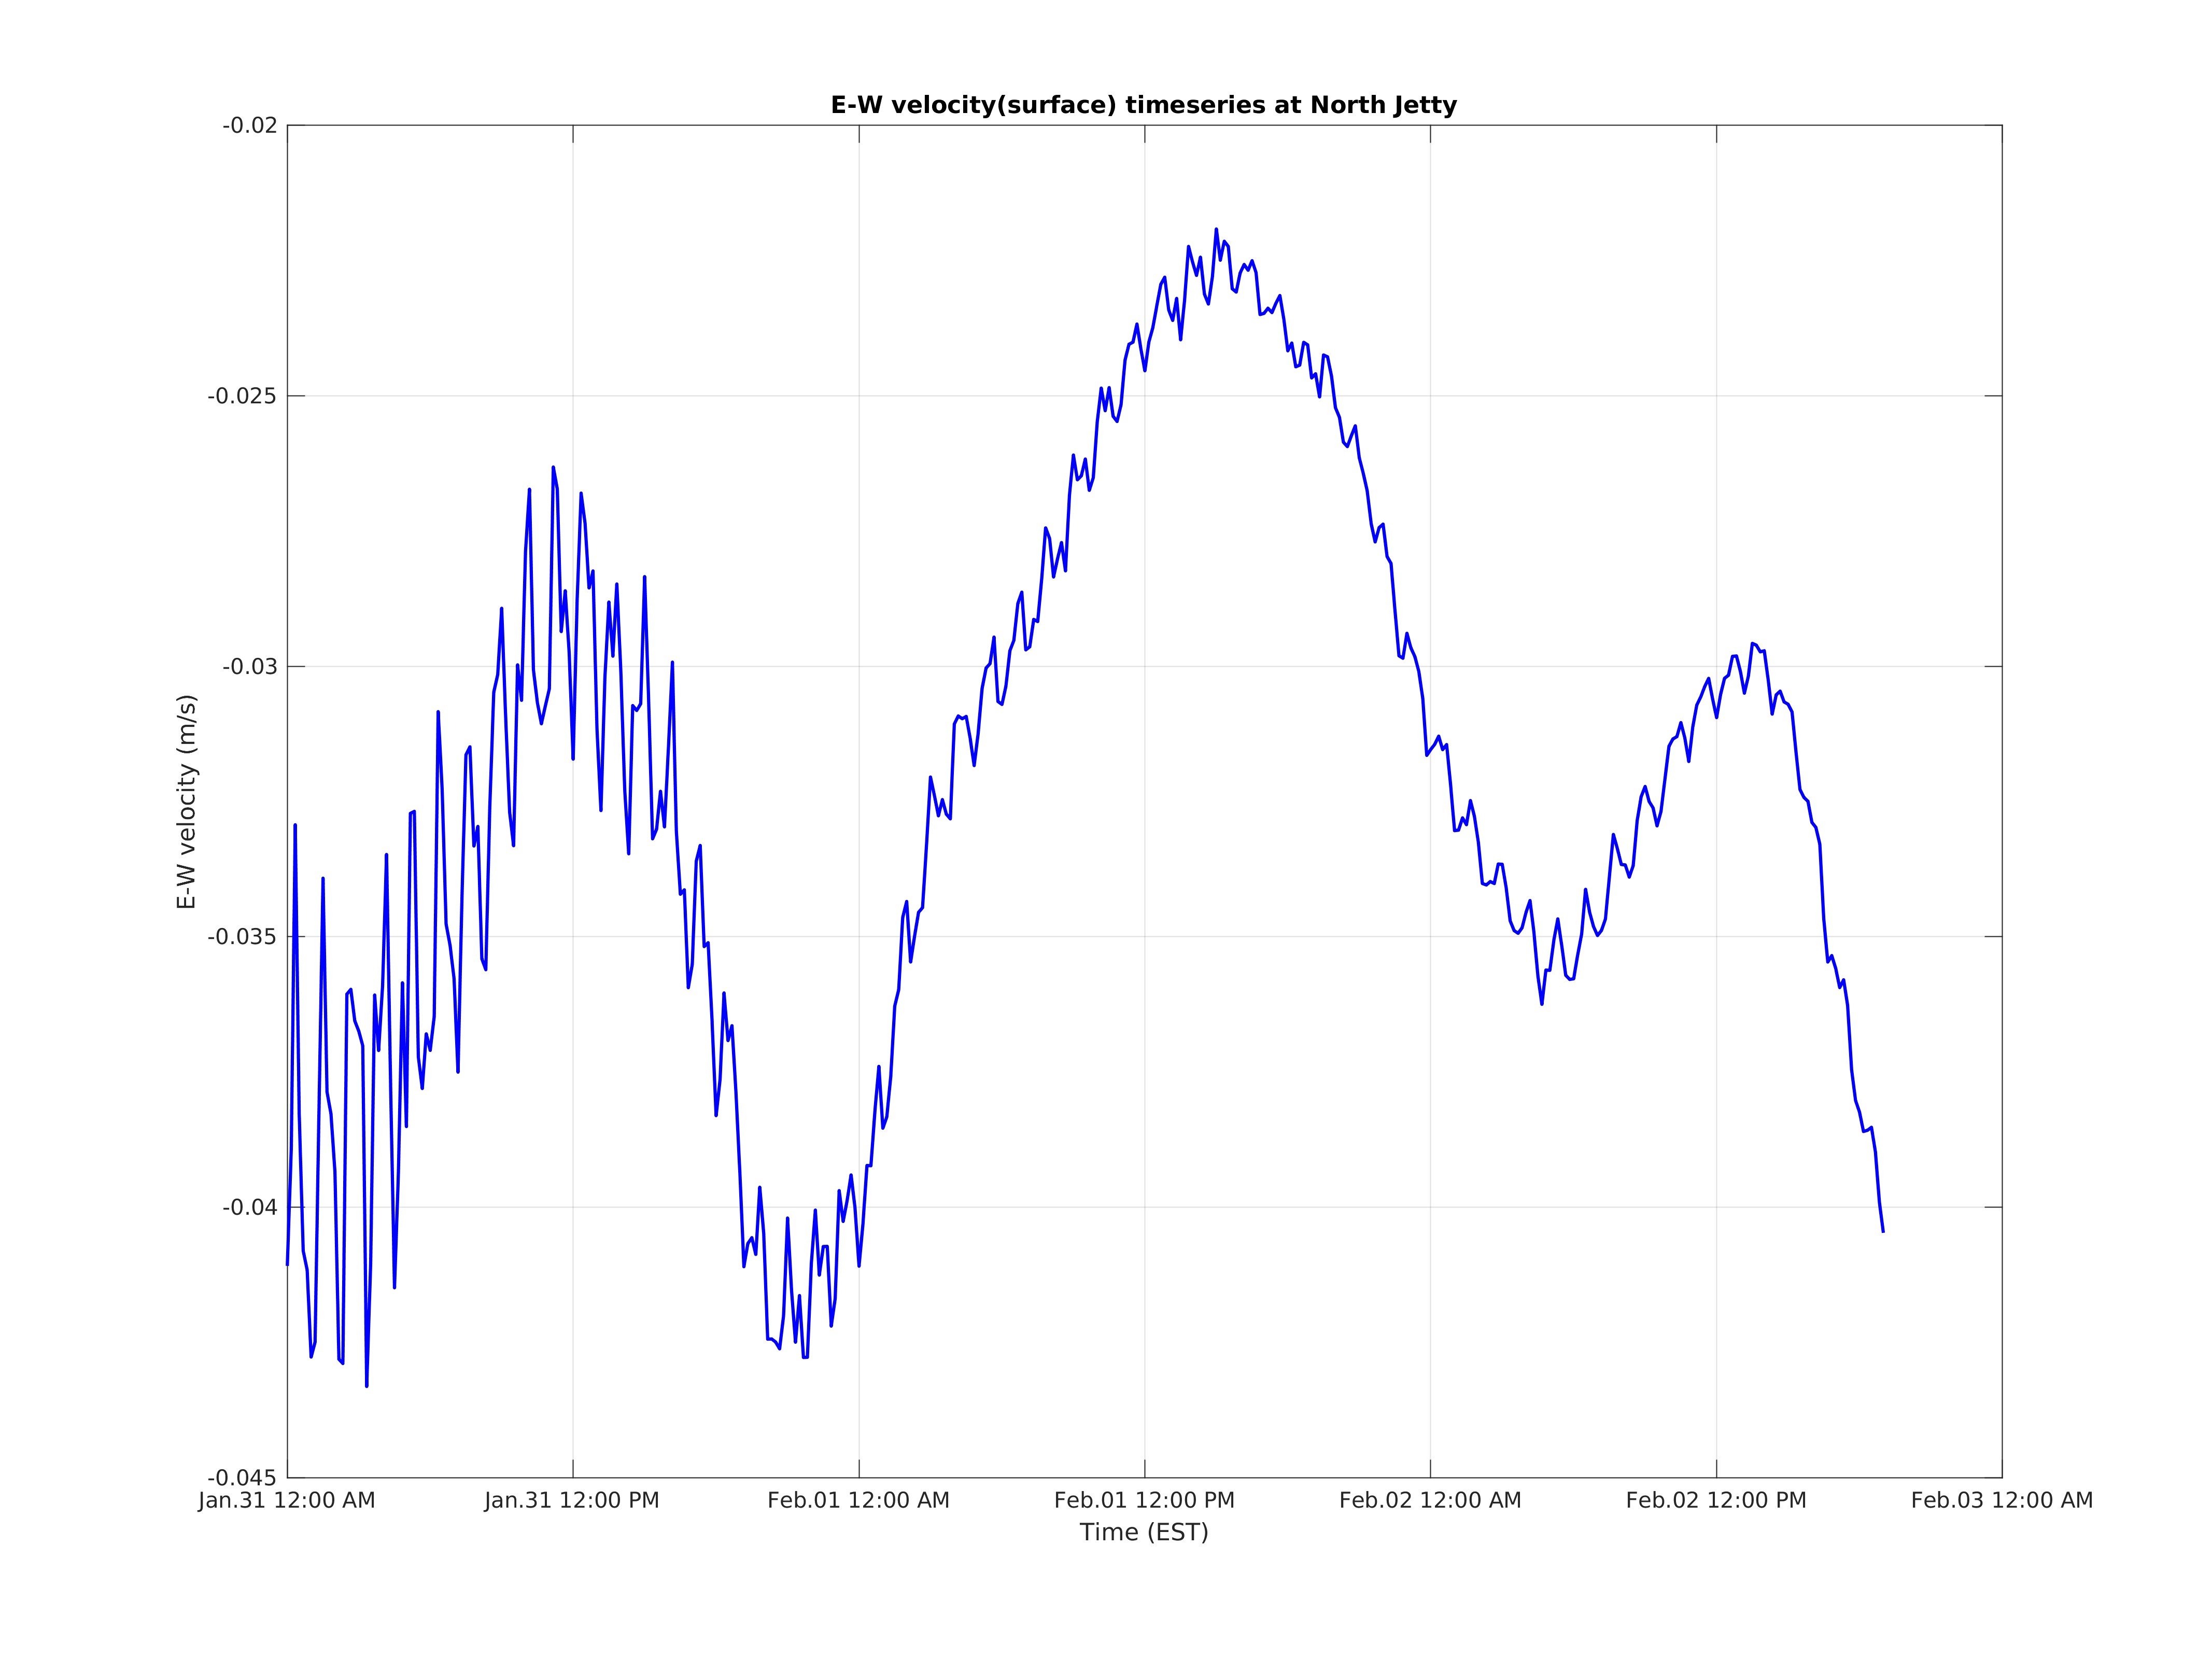 E-W velocity(surface) timeseries at North Jetty
-0.02
-0.025
-0.03
-0.035
-0.04
-0.045
E-W velocity (m/s)
Jan.31 12:00 AM
Jan.31 12:00 PM
Feb.01 12:00 AM
Feb.01 12:00 PM
Feb.02 12:00 AM
Feb.02 12:00 PM
Feb.03 12:00 AM
Time (EST)